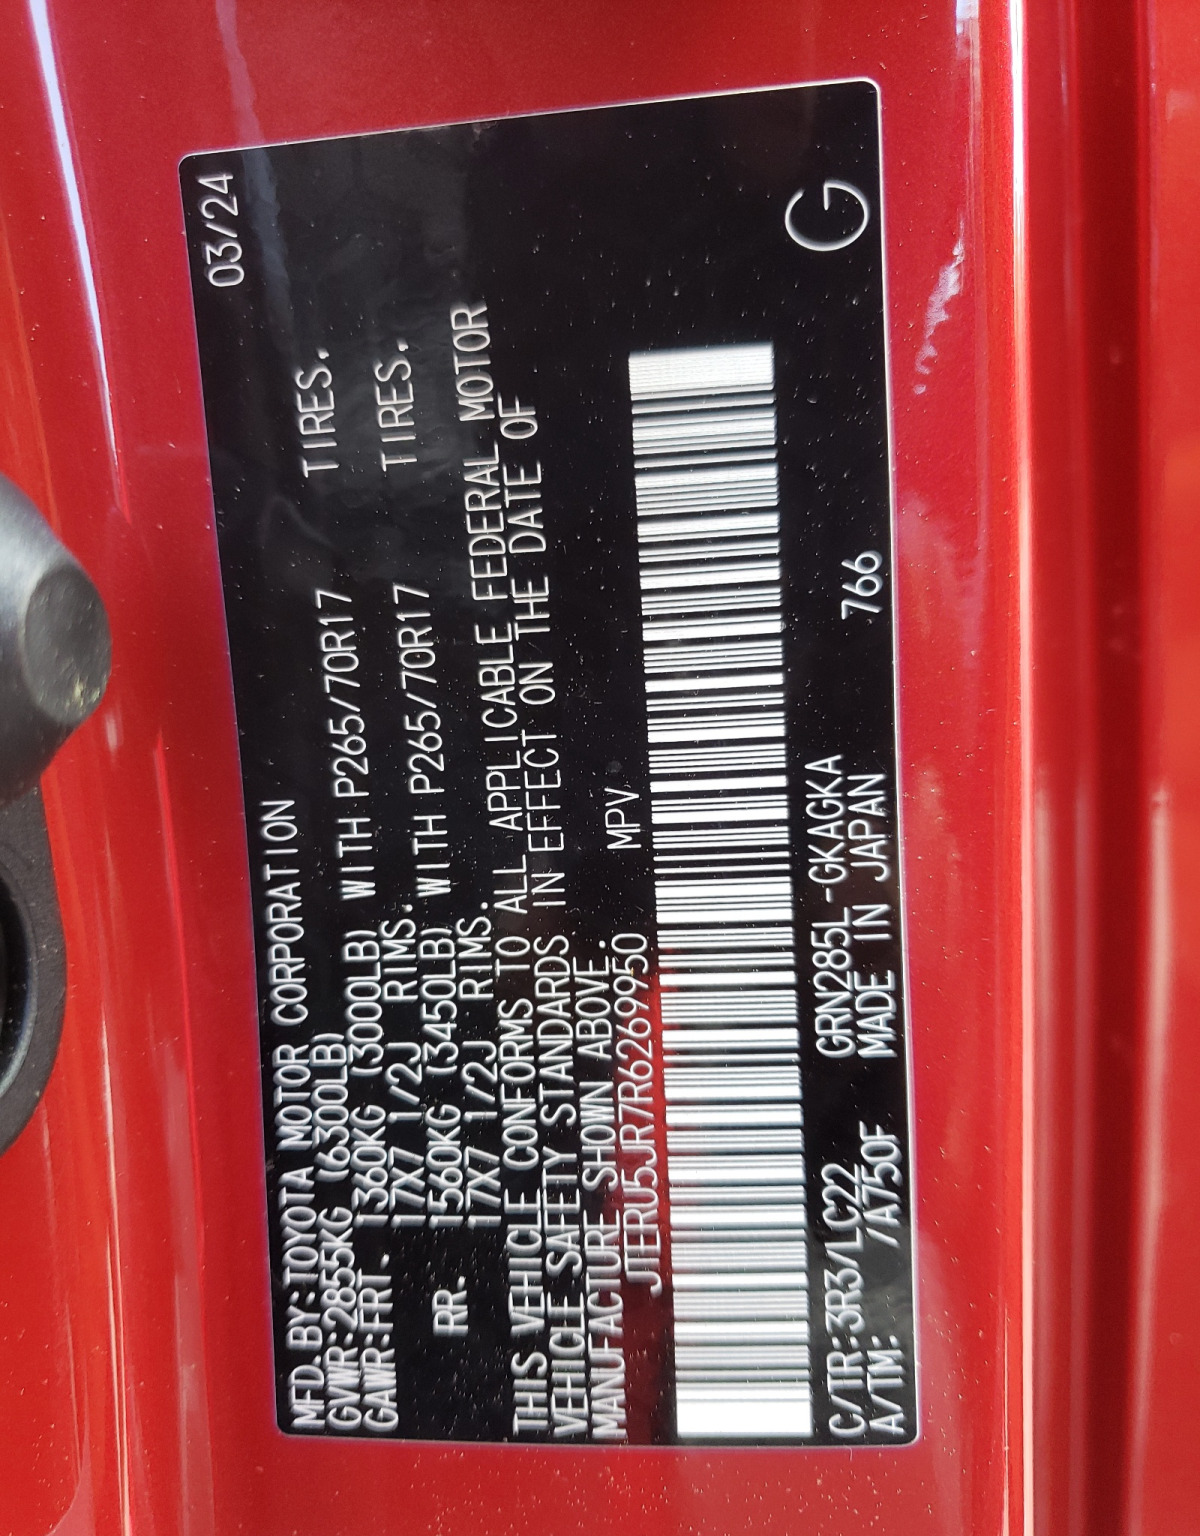 03/24
MFD. BY: TOYOTA MOTOR CORPORATION
GVWR: 2855KG (6300LB)
GAWR: FRT. 1360KG (3000LB) WITH P265/70R17 TIRES.
17X7 1/2J RIMS.
RR. 1560KG (3450LB) WITH P265/70R17 TIRES.
17X7 1/2J RIMS.
THIS VEHICLE CONFORMS TO ALL APPLICABLE FEDERAL MOTOR
VEHICLE SAFETY STANDARDS IN EFFECT ON THE DATE OF
MANUFACTURE SHOWN ABOVE.
JTERU5JR7R6269950 MPV
C/TR: 3R3/LC22 GRN285L-GKAGKA 766
A/TM: /A750F MADE IN JAPAN
G